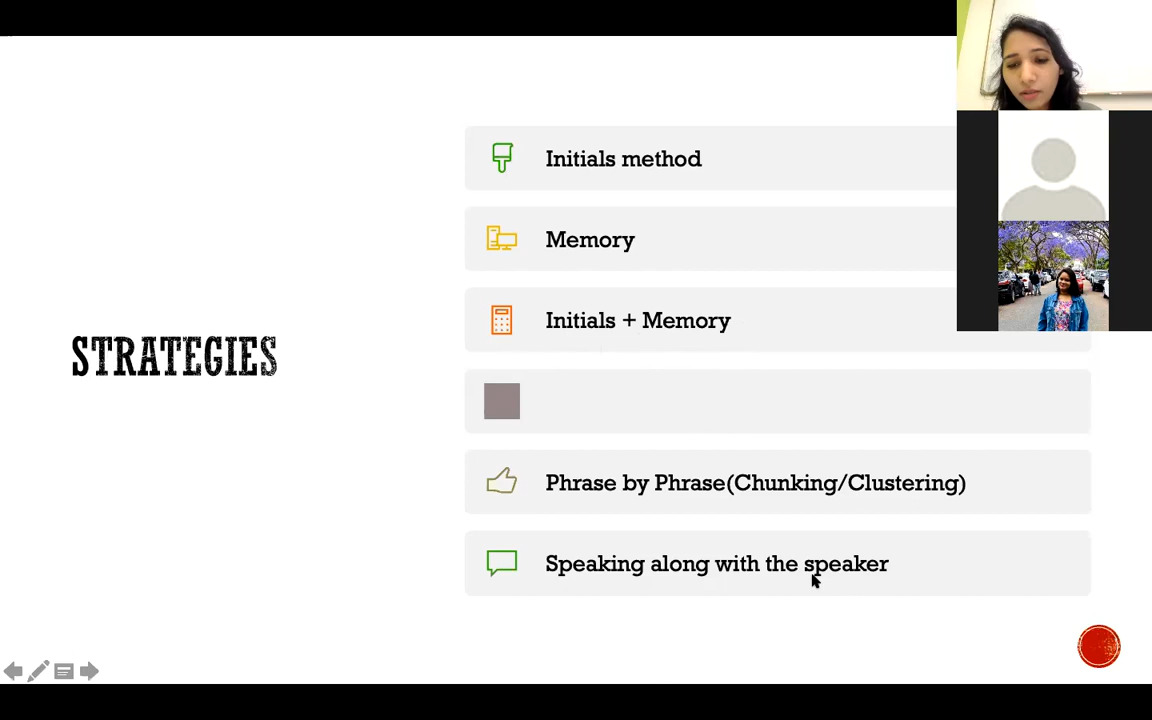 STRATEGIES
Initials method
Memory
Initials + Memory
Phrase by Phrase(Chunking/Clustering)
Speaking along with the speaker